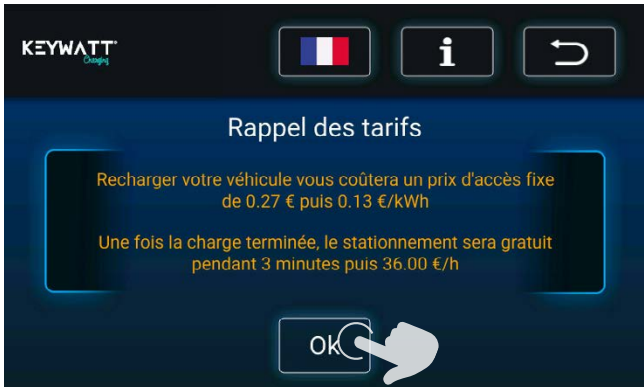 KEYWATT
Charging
i
Rappel des tarifs
Recharger votre véhicule vous coûtera un prix d'accès fixe
de 0.27 € puis 0.13 €/kWh
Une fois la charge terminée, le stationnement sera gratuit
pendant 3 minutes puis 36.00 €/h
Ok